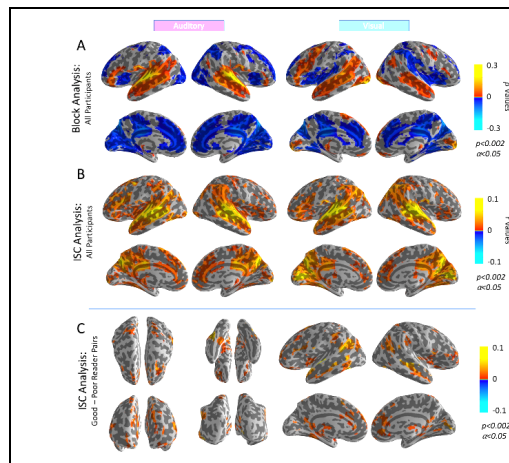 Auditory
Visual
A
Block Analysis:
All Participants
0.3
0
-0.3
β values
p<0.002
α<0.05
B
ISC Analysis:
All Participants
0.1
0
-0.1
r values
p<0.002
α<0.05
C
ISC Analysis:
Good – Poor Reader Pairs
0.1
0
-0.1
p<0.002
α<0.05